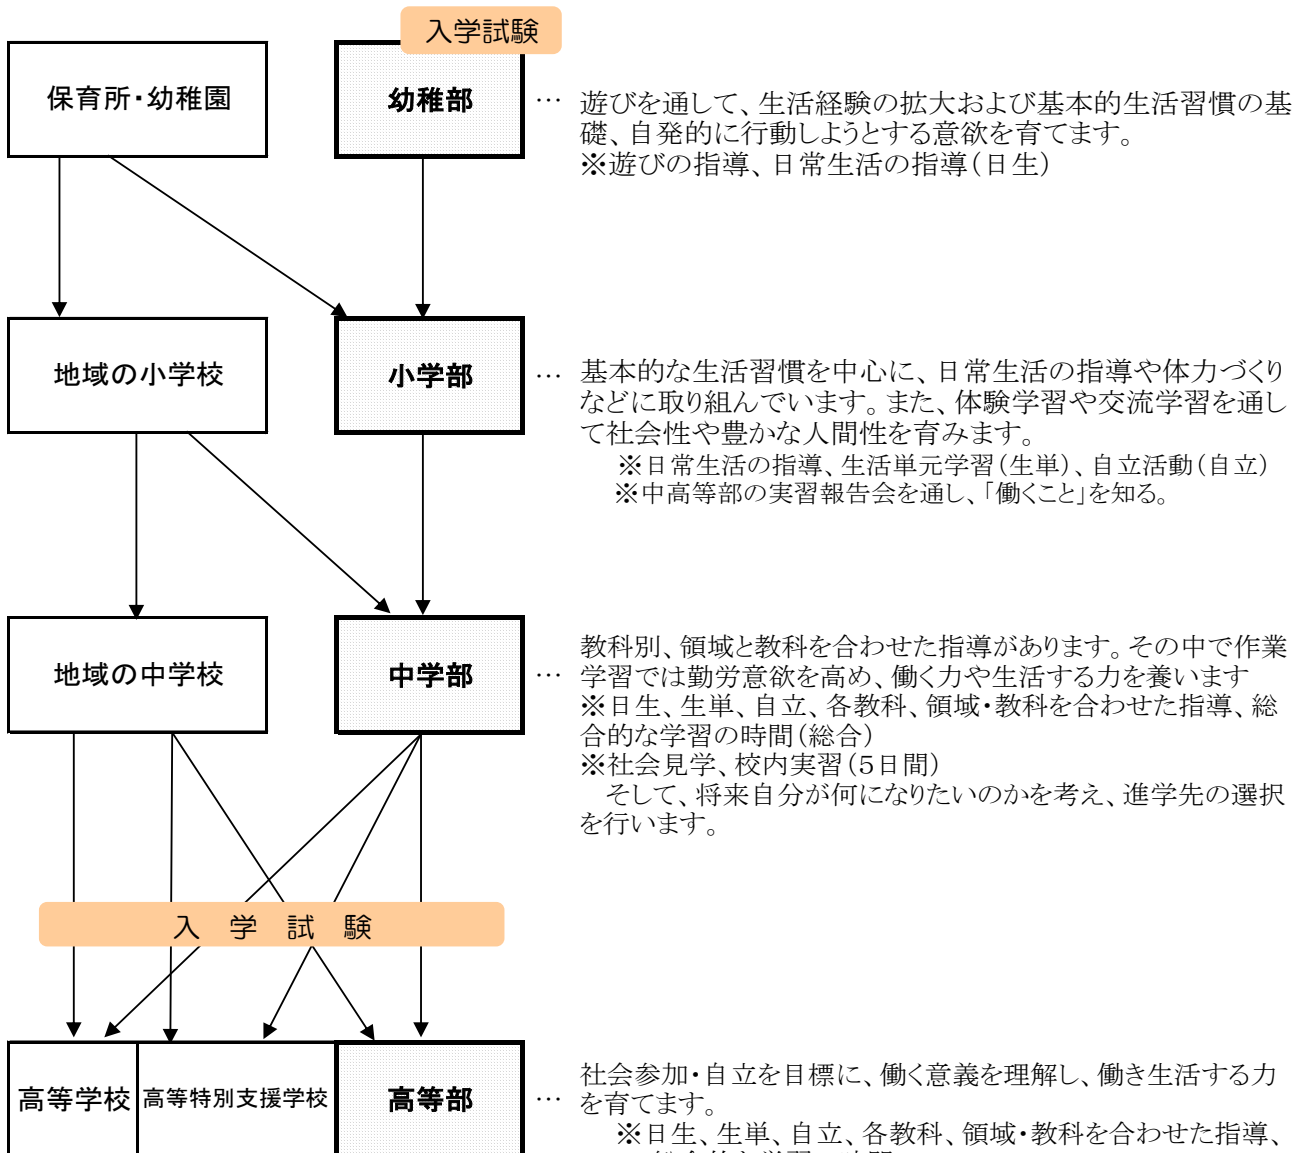 入学試験
保育所・幼稚園
幼稚部
… 遊びを通して、生活経験の拡大および基本的生活習慣の基
礎、自発的に行動しようとする意欲を育てます。
※遊びの指導、日常生活の指導(日生)
地域の小学校
小学部
… 基本的な生活習慣を中心に、日常生活の指導や体力づくり
などに取り組んでいます。また、体験学習や交流学習を通し
て社会性や豊かな人間性を育みます。
※日常生活の指導、生活単元学習(生単)、自立活動(自立)
※中高等部の実習報告会を通し、「働くこと」を知る。
地域の中学校
中学部
教科別、領域と教科を合わせた指導があります。その中で作業
… 学習では勤労意欲を高め、働く力や生活する力を養います
※日生、生単、自立、各教科、領域・教科を合わせた指導、総
合的な学習の時間(総合)
※社会見学、校内実習(5日間)
そして、将来自分が何になりたいのかを考え、進学先の選択
を行います。
入 学 試 験
高等学校
高等特別支援学校
高等部
社会参加・自立を目標に、働く意義を理解し、働き生活する力
… を育てます。
※日生、生単、自立、各教科、領域・教科を合わせた指導、